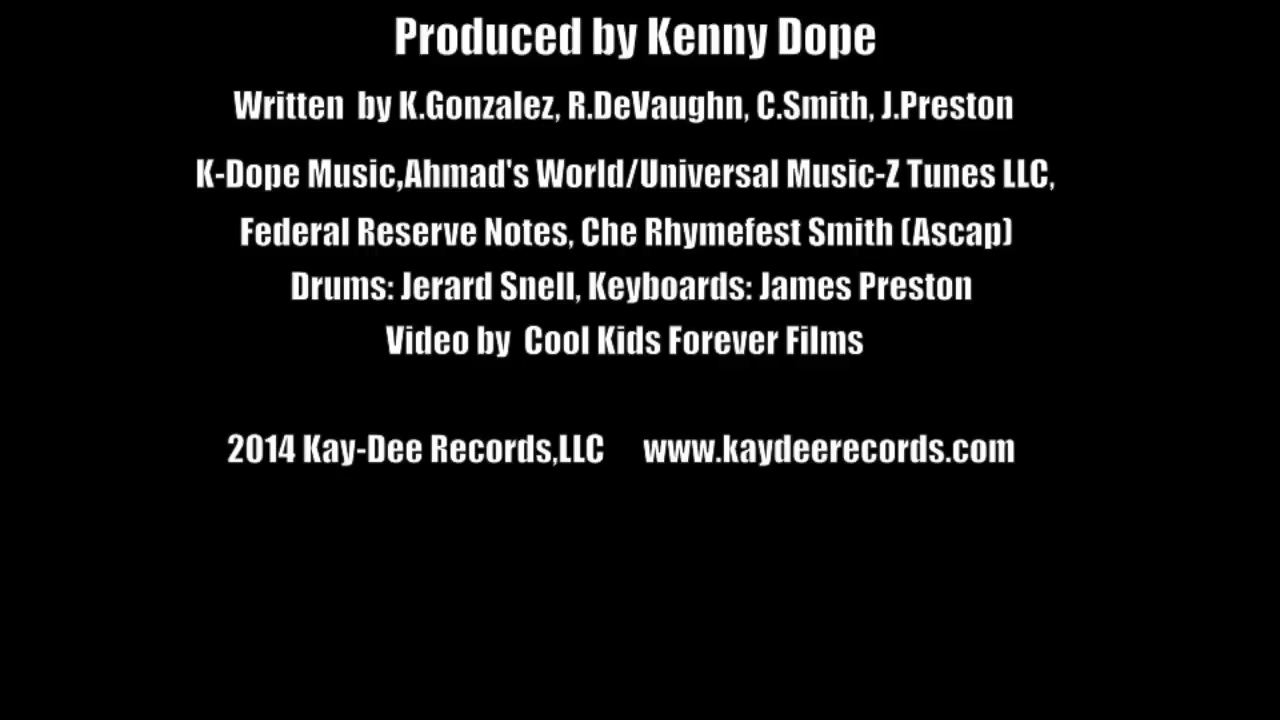 Produced by Kenny Dope
Written by K.Gonzalez, R.DeVaughn, C.Smith, J.Preston
K-Dope Music,Ahmad's World/Universal Music-Z Tunes LLC,
Federal Reserve Notes, Che Rhymefest Smith (Ascap)
Drums: Jerard Snell, Keyboards: James Preston
Video by Cool Kids Forever Films
2014 Kay-Dee Records,LLC www.kaydeerecords.com